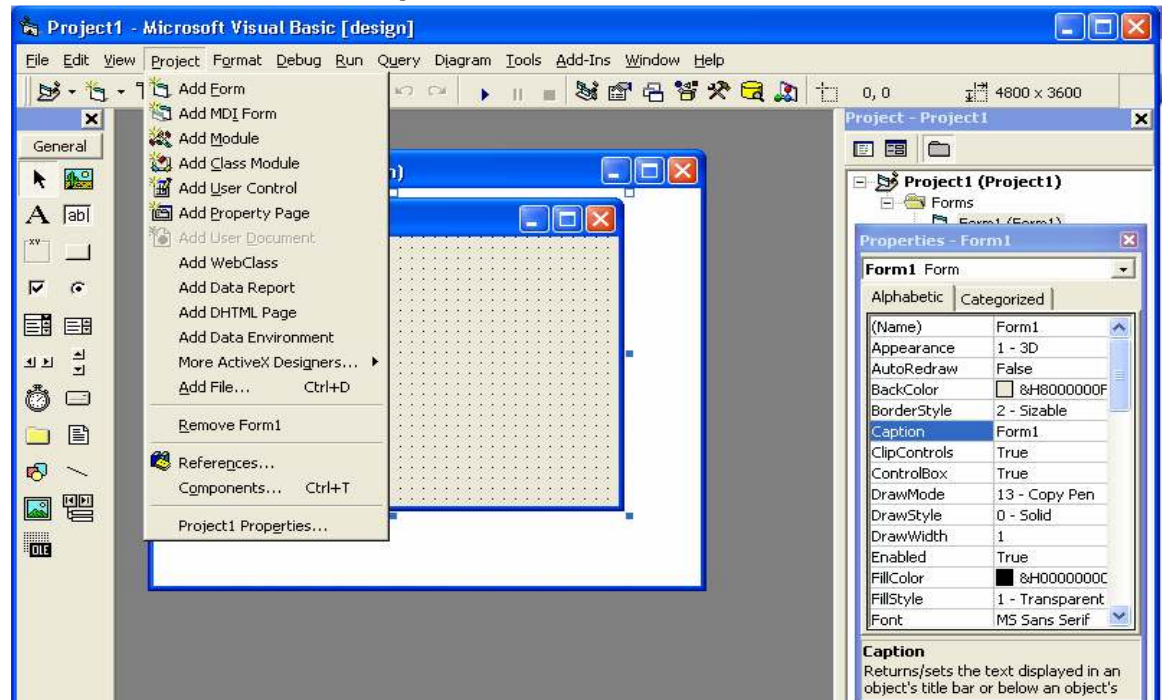 Project1 - Microsoft Visual Basic [design]
File Edit View Project Format Debug Run Query Diagram Tools Add-Ins Window Help
0, 0 4800 x 3600
General
A abl
xy
OLE
Add Form
Add MDI Form
Add Module
Add Class Module
Add User Control
Add Property Page
Add User Document
Add WebClass
Add Data Report
Add DHTML Page
Add Data Environment
More ActiveX Designers...
Add File... Ctrl+D
Remove Form1
References...
Components... Ctrl+T
Project1 Properties...
Project - Project1
Project1 (Project1)
Forms
Form1 (Form1)
Properties - Form1
Form1 Form
Alphabetic Categorized
(Name) Form1
Appearance 1 - 3D
AutoRedraw False
BackColor &H8000000F
BorderStyle 2 - Sizable
Caption Form1
ClipControls True
ControlBox True
DrawMode 13 - Copy Pen
DrawStyle 0 - Solid
DrawWidth 1
Enabled True
FillColor &H0000000
FillStyle 1 - Transparent
Font MS Sans Serif
Caption
Returns/sets the text displayed in an
object's title bar or below an object's